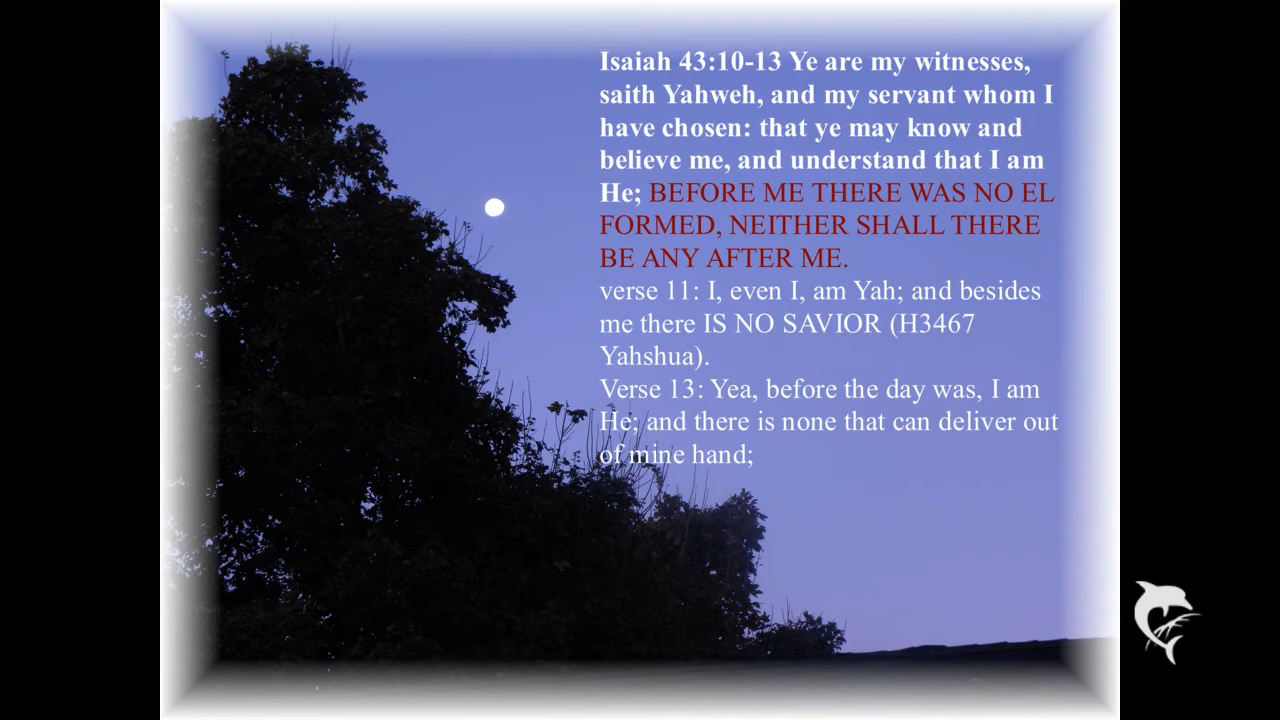 Isaiah 43:10-13 Ye are my witnesses,
saith Yahweh, and my servant whom I
have chosen: that ye may know and
believe me, and understand that I am
He; BEFORE ME THERE WAS NO EL
FORMED, NEITHER SHALL THERE
BE ANY AFTER ME.
verse 11: I, even I, am Yah; and besides
me there IS NO SAVIOR (H3467
Yahshua).
Verse 13: Yea, before the day was, I am
He; and there is none that can deliver out
of mine hand;